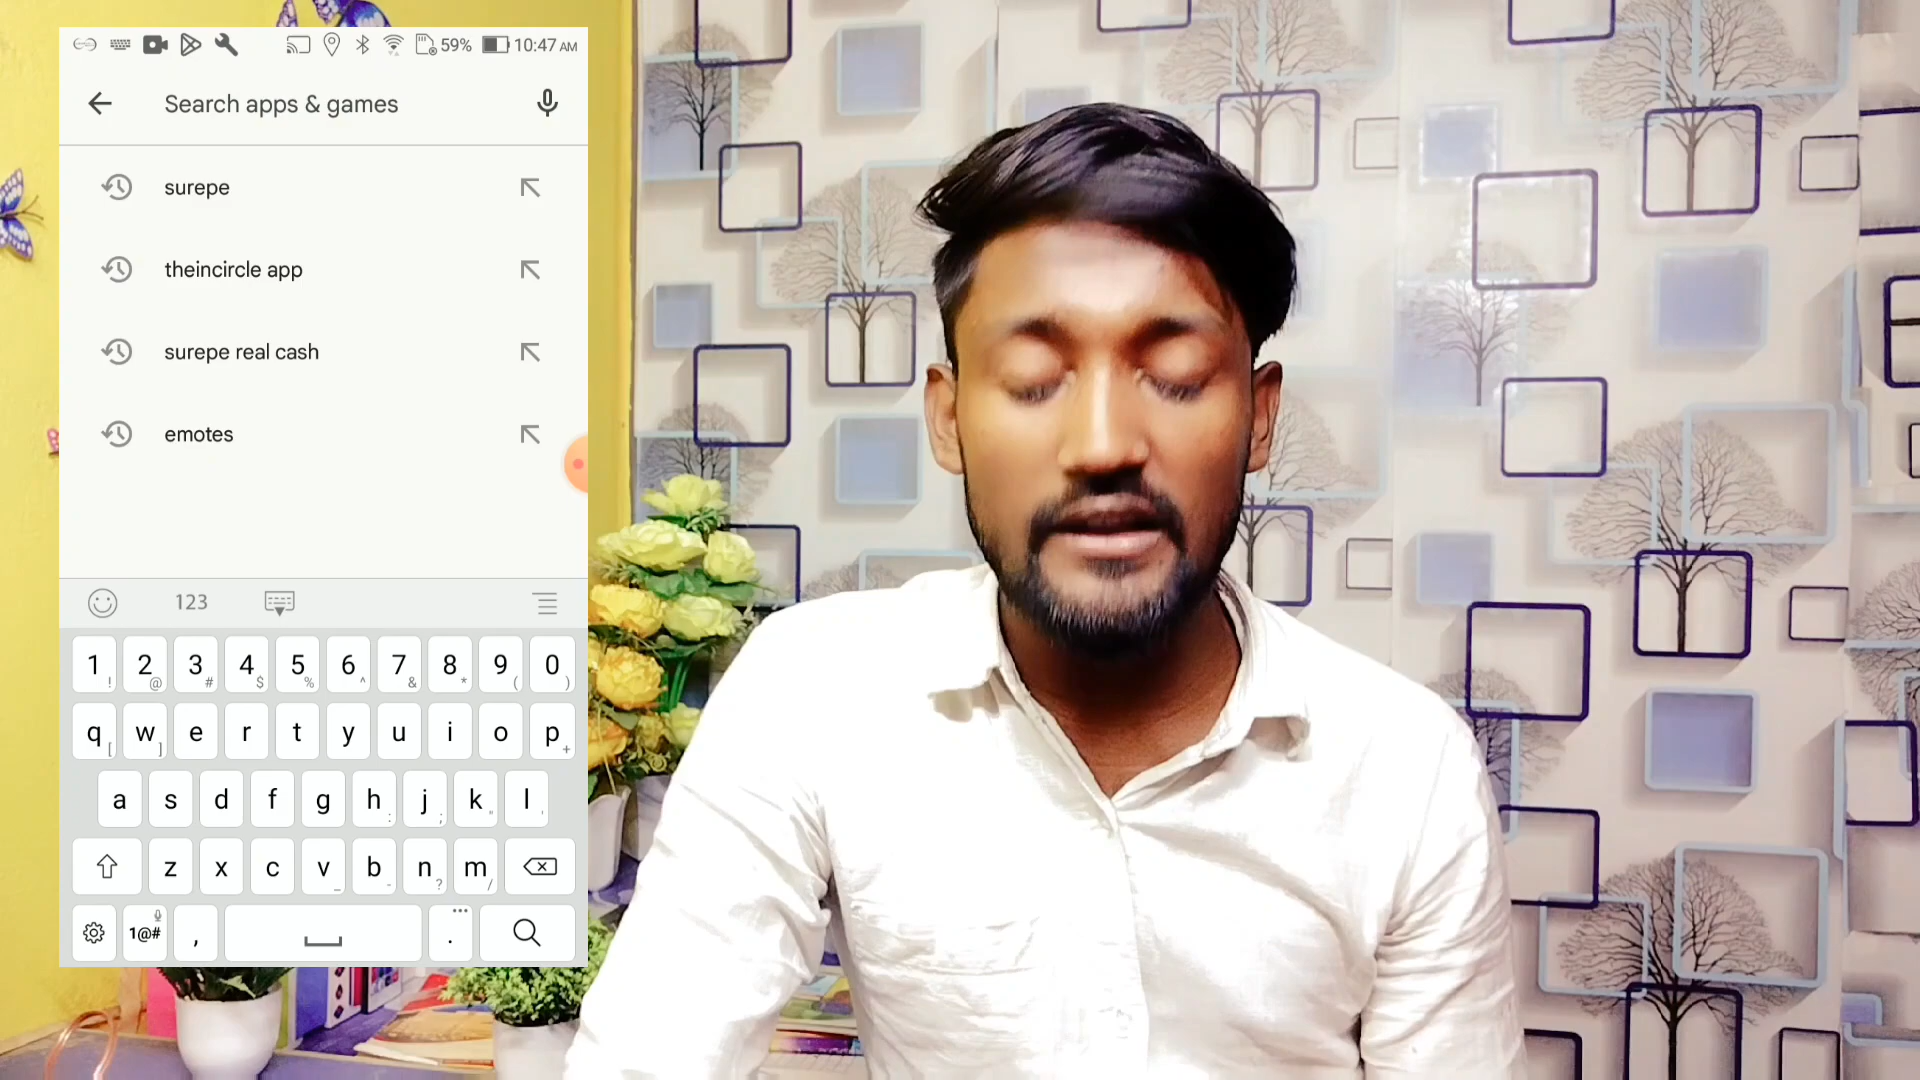 59% 10:47 AM
Search apps & games
surepe
theincircle app
surepe real cash
emotes
123
1 ! 2 @ 3 # 4 $ 5 % 6 ^ 7 & 8 * 9 ( 0 )
q [ w ] e r t y u i o p +
a s d f g h : j ; k " l '
z x c v _ b - n ? m /
1@# , . ...